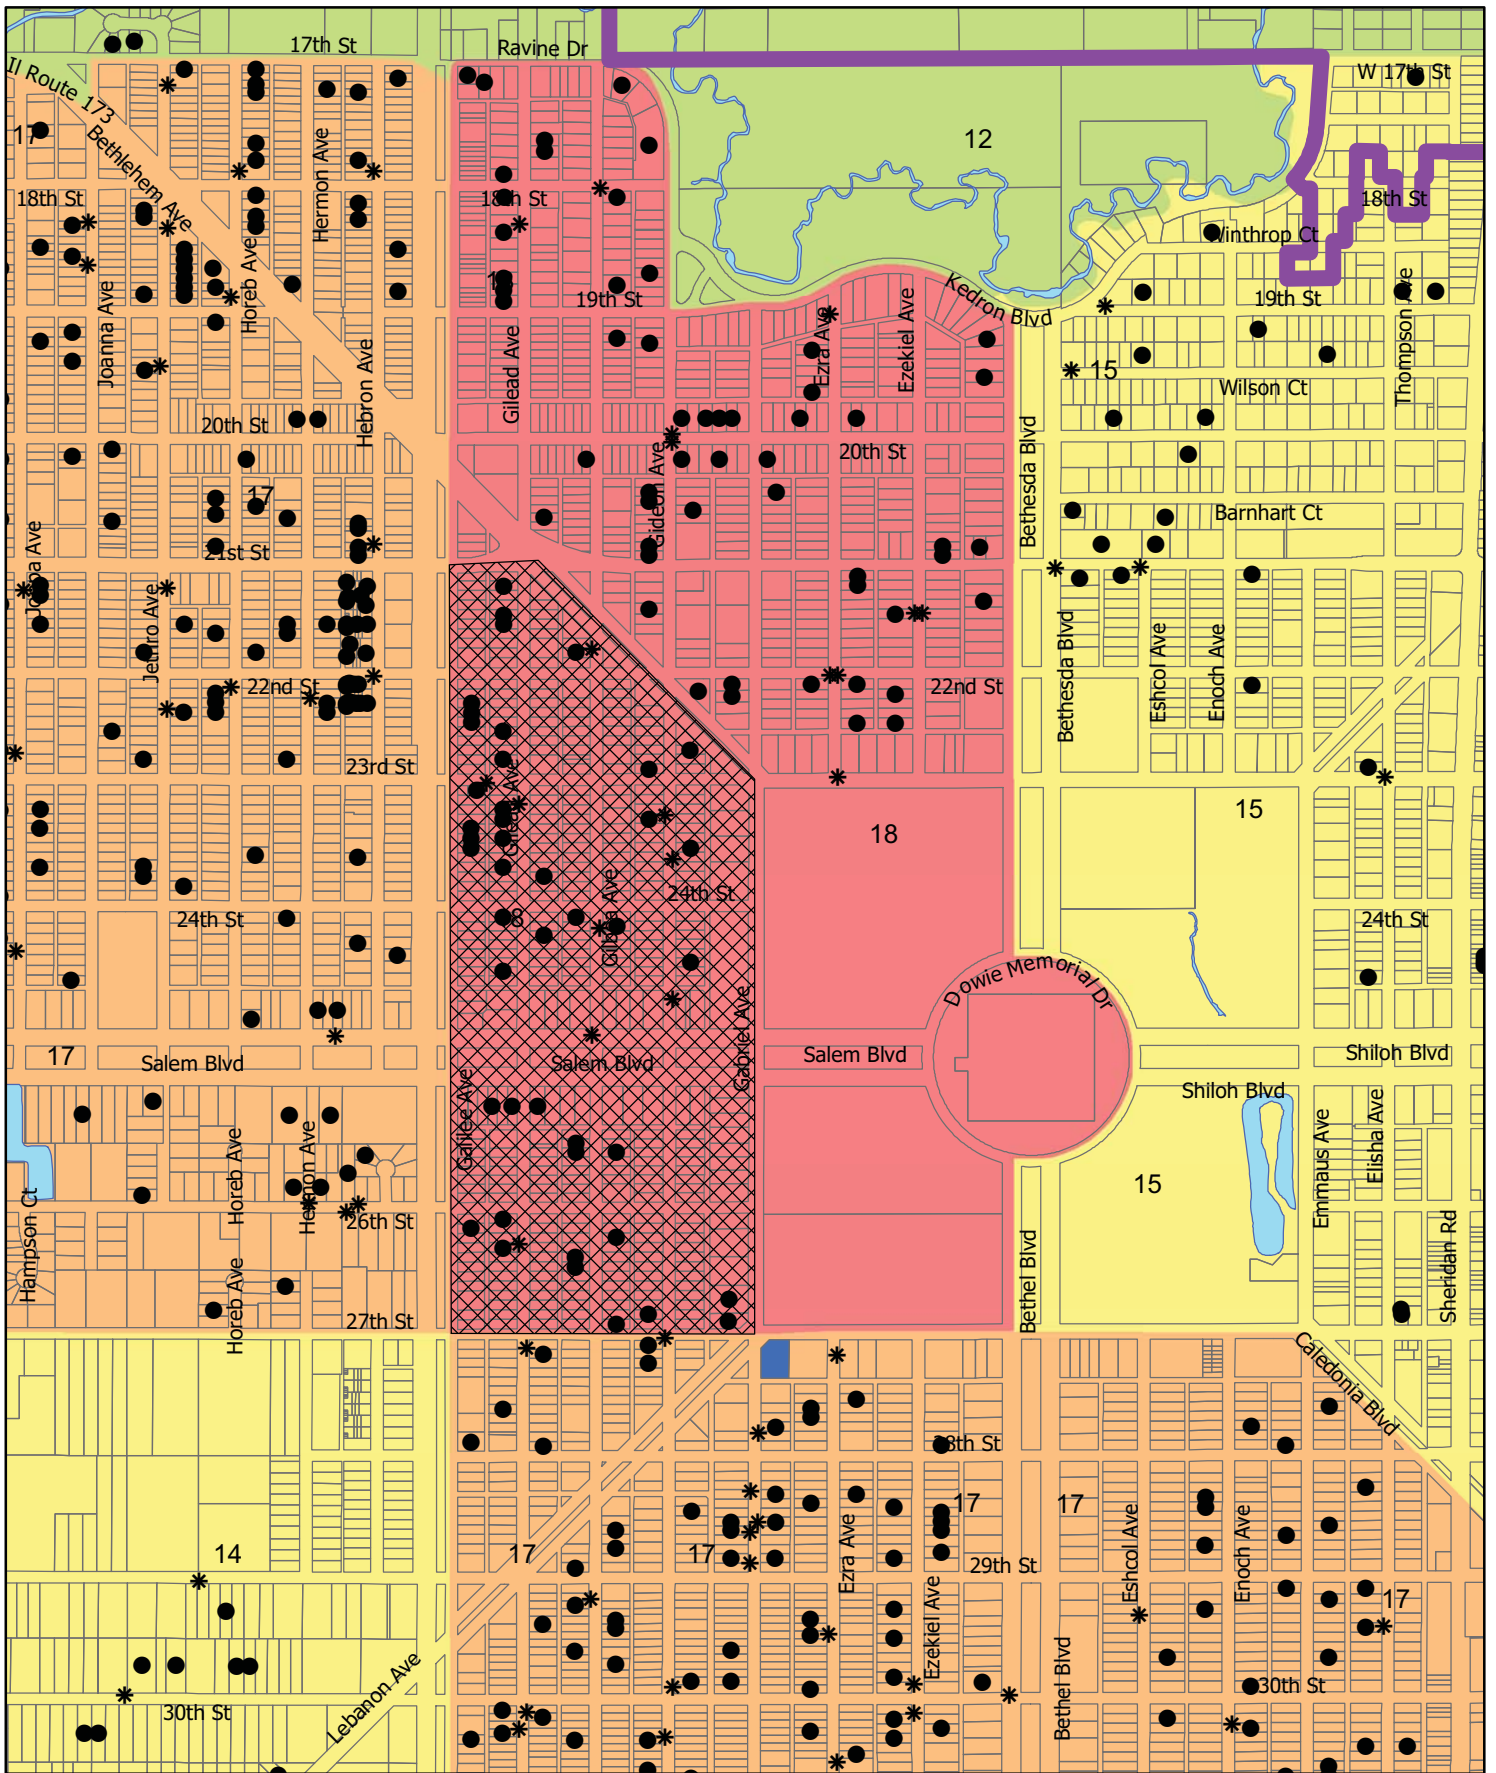 17th St
Ravine Dr
Il Route 173
W 17th St
17
Bethlehem Ave
Hermon Ave
12
18th St
18th St
18th St
Horeb Ave
Winthrop Ct
Joanna Ave
19th St
Kedron Blvd
19th St
Thompson Ave
Gilead Ave
Ezra Ave
Ezekiel Ave
Hebron Ave
15
Wilson Ct
20th St
Gideon Ave
20th St
Bethesda Blvd
17
Barnhart Ct
21st St
Jethro Ave
22nd St
22nd St
Bethesda Blvd
Eshcol Ave
Enoch Ave
23rd St
Gilead Ave
18
15
24th St
24th St
24th St
Dowie Memorial Dr
Gabriel Ave
17
Salem Blvd
Salem Blvd
Salem Blvd
Shiloh Blvd
Shiloh Blvd
Galilee Ave
Horeb Ave
Hermon Ave
Emmaus Ave
Elisha Ave
15
26th St
Hampson Ct
Horeb Ave
Bethel Blvd
Sheridan Rd
27th St
Caledonia Blvd
28th St
17
17
14
17
17
Ezra Ave
29th St
Eshcol Ave
Enoch Ave
Ezekiel Ave
17
Lebanon Ave
30th St
Bethel Blvd
30th St